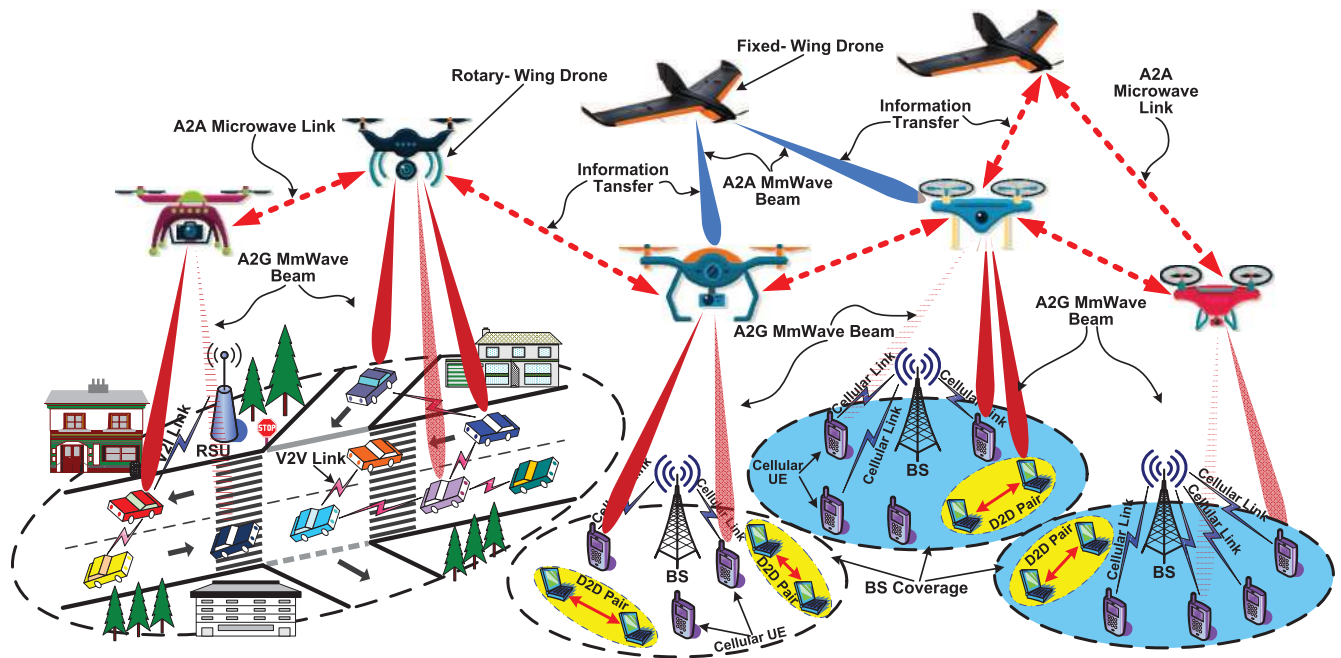 Fixed- Wing Drone
Rotary- Wing Drone
A2A
Microwave
Link
Information
Transfer
A2A Microwave Link
Information
Tansfer
A2A MmWave
Beam
A2G MmWave
Beam
A2G MmWave Beam
A2G MmWave
Beam
V2I Link
RSU
STOP
V2V Link
Cellular Link
Cellular Link
Cellular Link
Cellular
UE
BS
D2D Pair
Cellular Link
Cellular Link
BS
D2D Pair
D2D Pair
Cellular UE
BS Coverage
Cellular Link
Cellular Link
Cellular Link
D2D Pair
BS